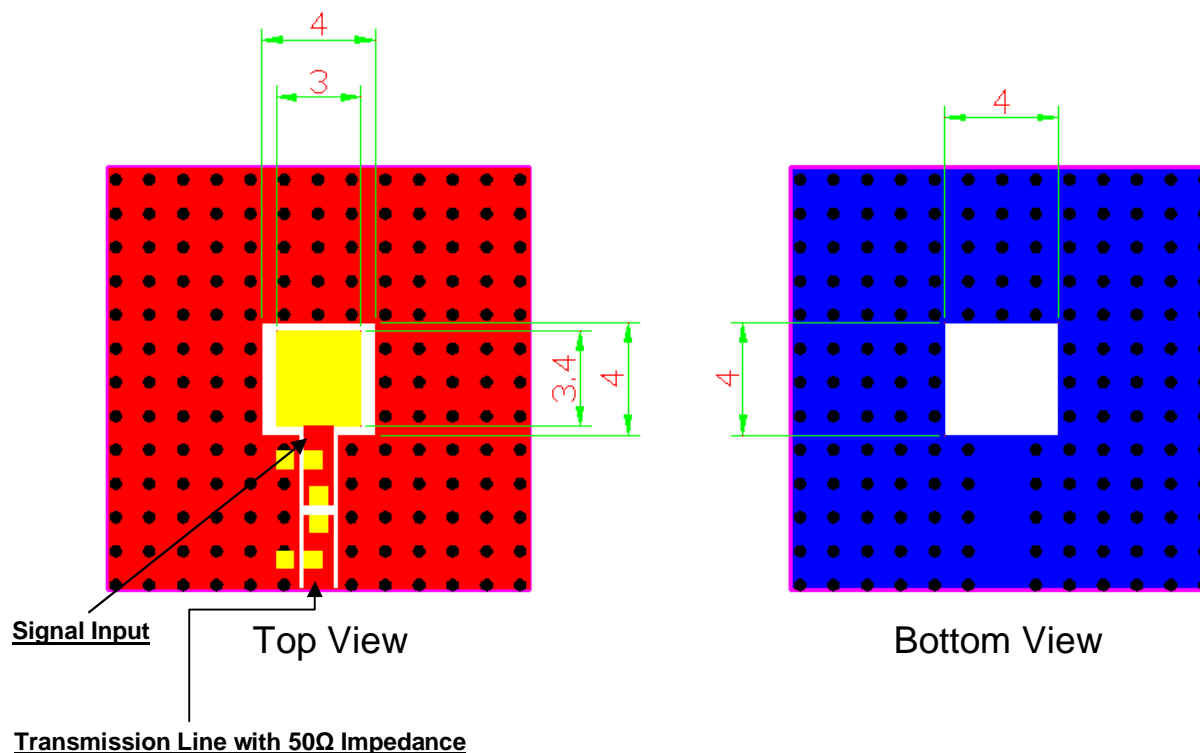 4
3
4
3.4
4
4
Signal Input
Top View
Bottom View
Transmission Line with 50Ω Impedance